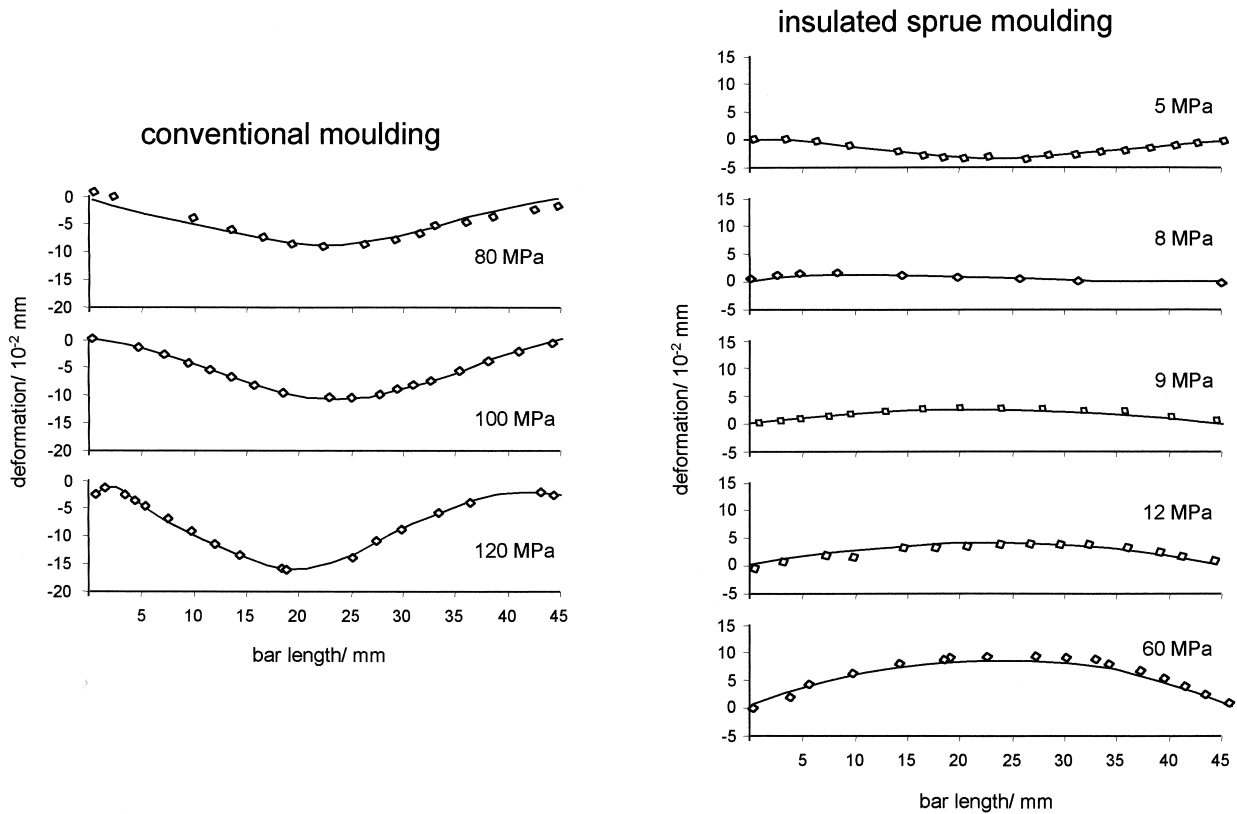 insulated sprue moulding
conventional moulding
deformation/ 10⁻² mm
0
-5
-10
-15
-20
80 MPa
0
-5
-10
-15
-20
100 MPa
0
-5
-10
-15
-20
120 MPa
5 10 15 20 25 30 35 40 45
bar length/ mm
deformation/ 10⁻² mm
15
10
5
0
-5
5 MPa
15
10
5
0
-5
8 MPa
15
10
5
0
-5
9 MPa
15
10
5
0
-5
12 MPa
15
10
5
0
-5
60 MPa
5 10 15 20 25 30 35 40 45
bar length/ mm